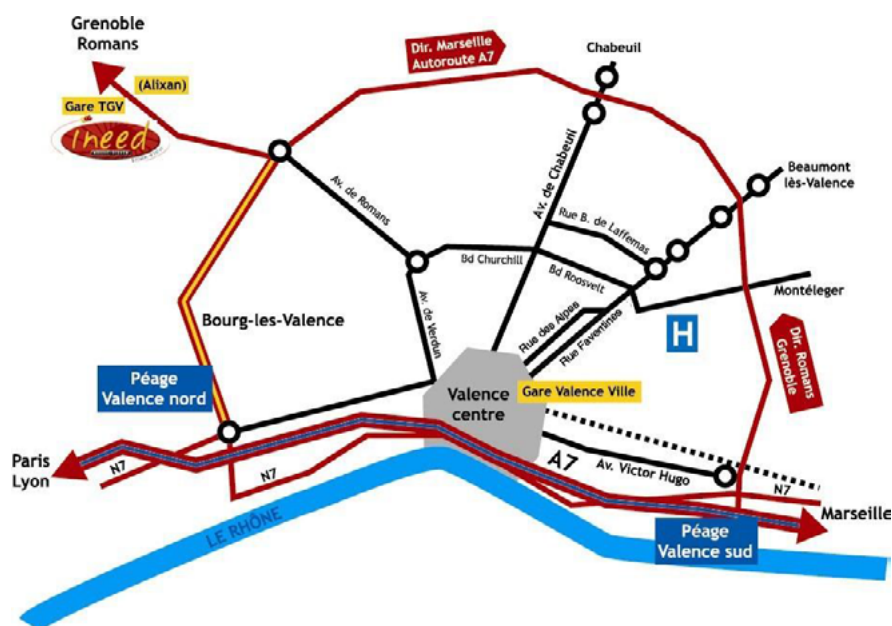 Grenoble
Romans
(Alixan)
Gare TGV
ineed
Dir. Marseille
Autoroute A7
Chabeuil
Beaumont
lès-Valence
Av. de Romans
Av. de Chabeuil
Rue B. de Laffemas
Bd Churchill
Bd Roosvelt
Montéleger
Av. de Verdun
Bourg-les-Valence
Rue des Alpes
Rue Faventines
H
Dir. Romans
Grenoble
Péage
Valence nord
Valence
centre
Gare Valence Ville
Paris
Lyon
N7
N7
A7
Av. Victor Hugo
N7
Marseille
LE RHÔNE
Péage
Valence sud